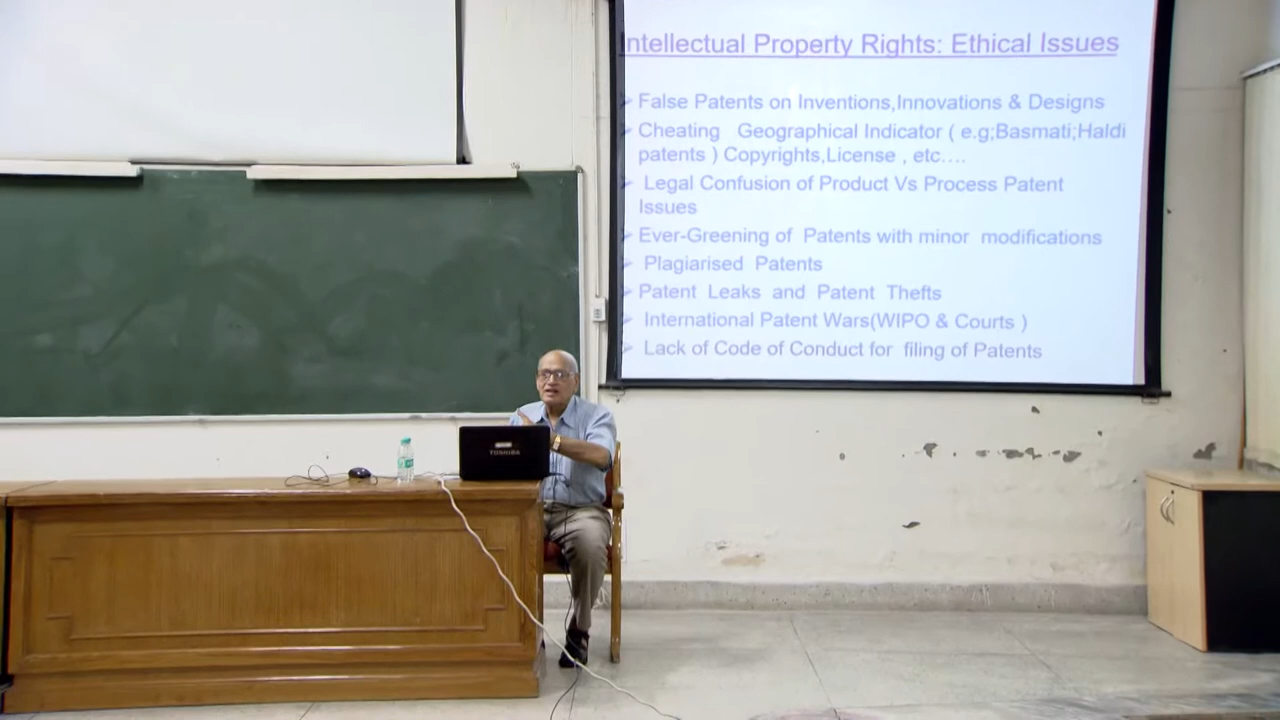 Intellectual Property Rights: Ethical Issues
False Patents on Inventions,Innovations & Designs
Cheating Geographical Indicator ( e.g;Basmati;Haldi
patents ) Copyrights,License , etc....
Legal Confusion of Product Vs Process Patent
Issues
Ever-Greening of Patents with minor modifications
Plagiarised Patents
Patent Leaks and Patent Thefts
International Patent Wars(WIPO & Courts )
Lack of Code of Conduct for filing of Patents
TOSHIBA